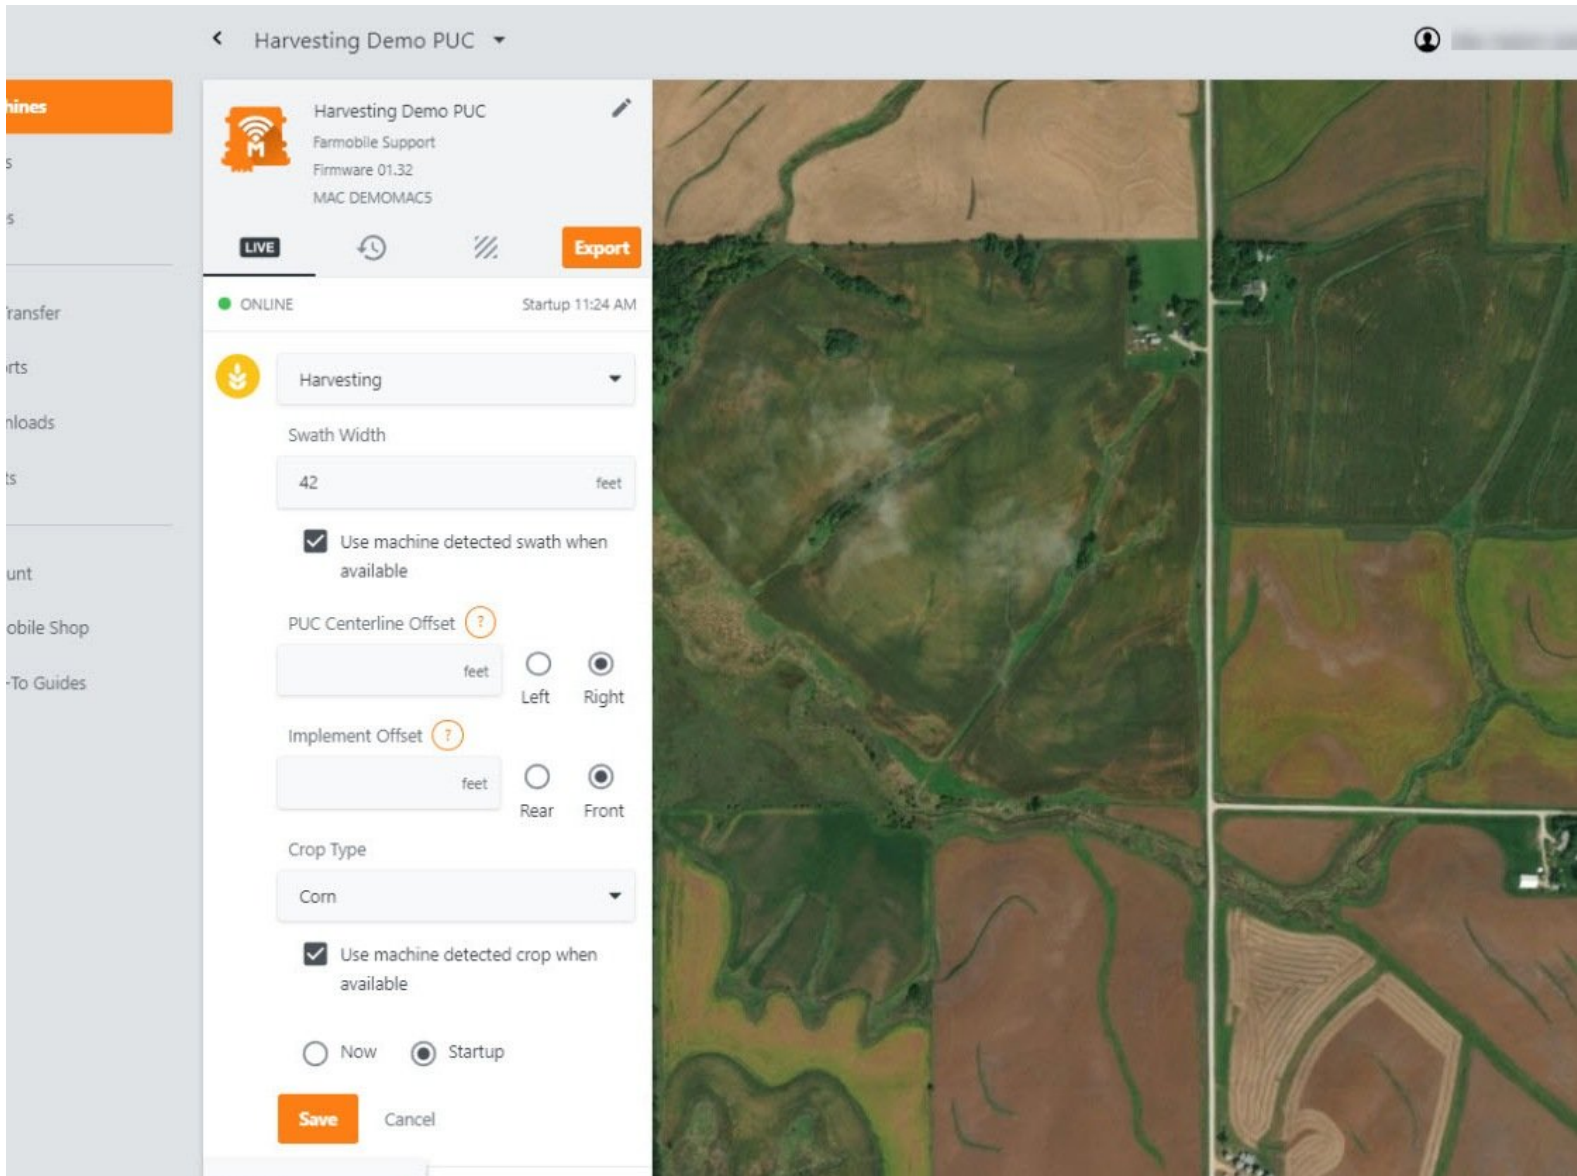 Harvesting Demo PUC
hines
s
s
ransfer
rts
nloads
ts
unt
obile Shop
-To Guides
M
Harvesting Demo PUC
Farmobile Support
Firmware 01.32
MAC DEMOMAC5
LIVE
Export
ONLINE
Startup 11:24 AM
Harvesting
Swath Width
42 feet
Use machine detected swath when
available
PUC Centerline Offset ?
feet
Left Right
Implement Offset ?
feet
Rear Front
Crop Type
Corn
Use machine detected crop when
available
Now Startup
Save Cancel